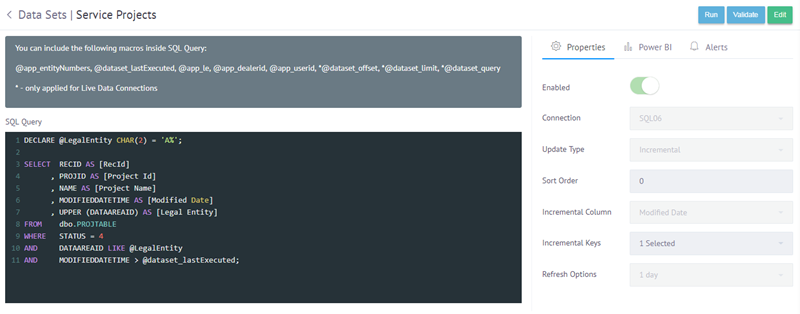 Data Sets | Service Projects
Run
Validate
Edit
You can include the following macros inside SQL Query:
@app_entityNumbers, @dataset_lastExecuted, @app_le, @app_dealerid, @app_userid, *@dataset_offset, *@dataset_limit, *@dataset_query
* - only applied for Live Data Connections
SQL Query
1 DECLARE @LegalEntity CHAR(2) = 'A%';
2
3 SELECT RECID AS [RecId]
4 , PROJID AS [Project Id]
5 , NAME AS [Project Name]
6 , MODIFIEDDATETIME AS [Modified Date]
7 , UPPER (DATAAREAID) AS [Legal Entity]
8 FROM dbo.PROJTABLE
9 WHERE STATUS = 4
10 AND DATAAREAID LIKE @LegalEntity
11 AND MODIFIEDDATETIME > @dataset_lastExecuted;
Properties
Power BI
Alerts
Enabled
Connection
SQL06
Update Type
Incremental
Sort Order
0
Incremental Column
Modified Date
Incremental Keys
1 Selected
Refresh Options
1 day